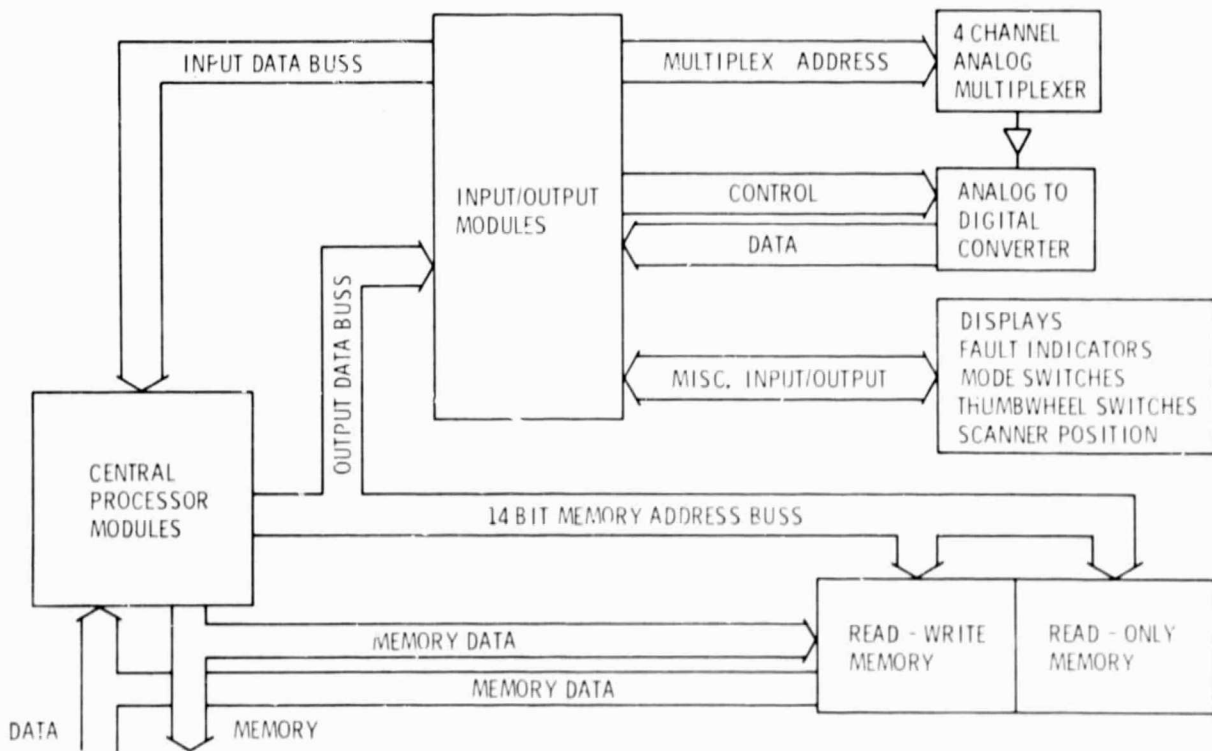 INPUT DATA BUSS
MULTIPLEX ADDRESS
4 CHANNEL
ANALOG
MULTIPLEXER
INPUT/OUTPUT
MODULES
CONTROL
DATA
ANALOG TO
DIGITAL
CONVERTER
OUTPUT DATA BUSS
MISC. INPUT/OUTPUT
DISPLAYS
FAULT INDICATORS
MODE SWITCHES
THUMBWHEEL SWITCHES
SCANNER POSITION
CENTRAL
PROCESSOR
MODULES
14 BIT MEMORY ADDRESS BUSS
MEMORY DATA
MEMORY DATA
READ - WRITE
MEMORY
READ - ONLY
MEMORY
DATA
MEMORY